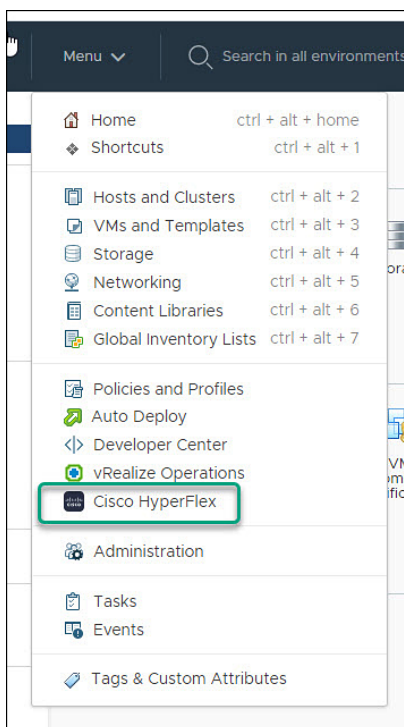 Menu
Search in all environments
Home ctrl + alt + home
Shortcuts ctrl + alt + 1
Hosts and Clusters ctrl + alt + 2
VMs and Templates ctrl + alt + 3
Storage ctrl + alt + 4
Networking ctrl + alt + 5
Content Libraries ctrl + alt + 6
Global Inventory Lists ctrl + alt + 7
Policies and Profiles
Auto Deploy
Developer Center
vRealize Operations
Cisco HyperFlex
Administration
Tasks
Events
Tags & Custom Attributes